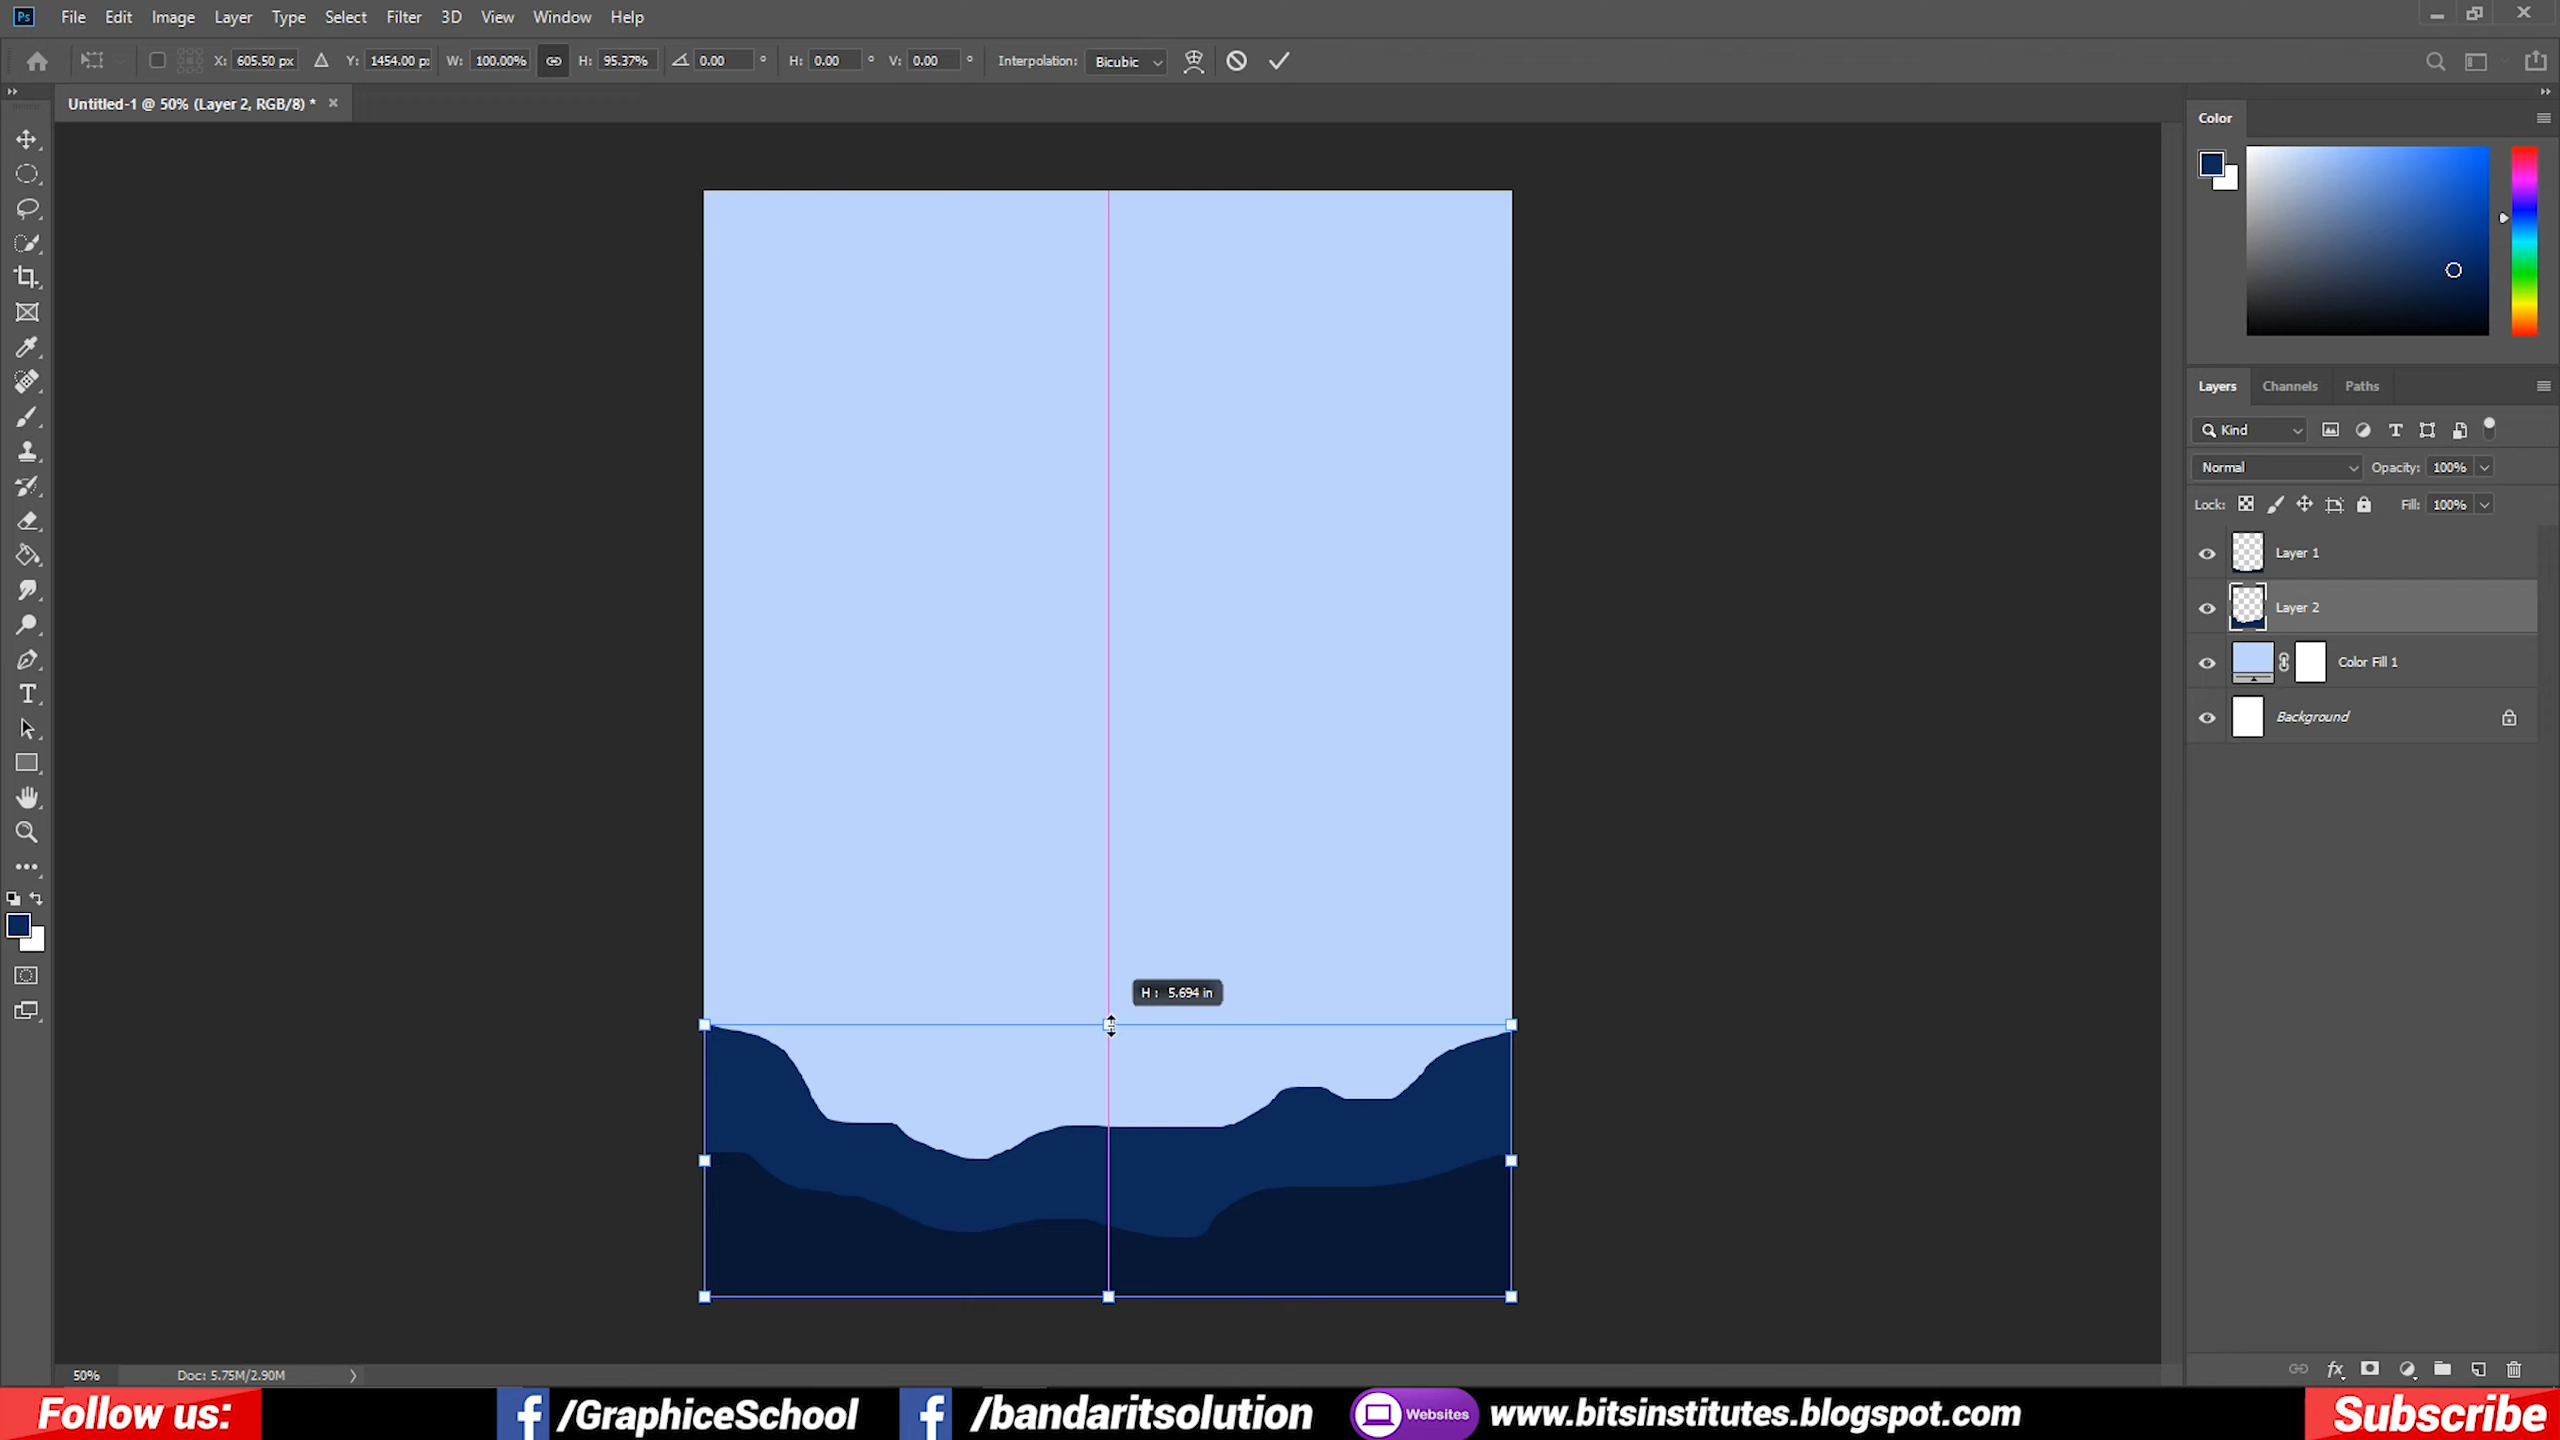 Ps File Edit Image Layer Type Select Filter 3D View Window Help
X: 605.50 px Y: 1454.00 p: W: 100.00% H: 95.37% 0.00 ° H: 0.00 ° V: 0.00 ° Interpolation: Bicubic
Untitled-1 @ 50% (Layer 2, RGB/8) * ×
Color
Layers Channels Paths
Kind
Normal Opacity: 100%
Lock: Fill: 100%
Layer 1
Layer 2
Color Fill 1
Background
H : 5.694 in
50% Doc: 5.75M/2.90M
Follow us: /GraphiceSchool /bandaritsolution Websites www.bitsinstitutes.blogspot.com Subscribe